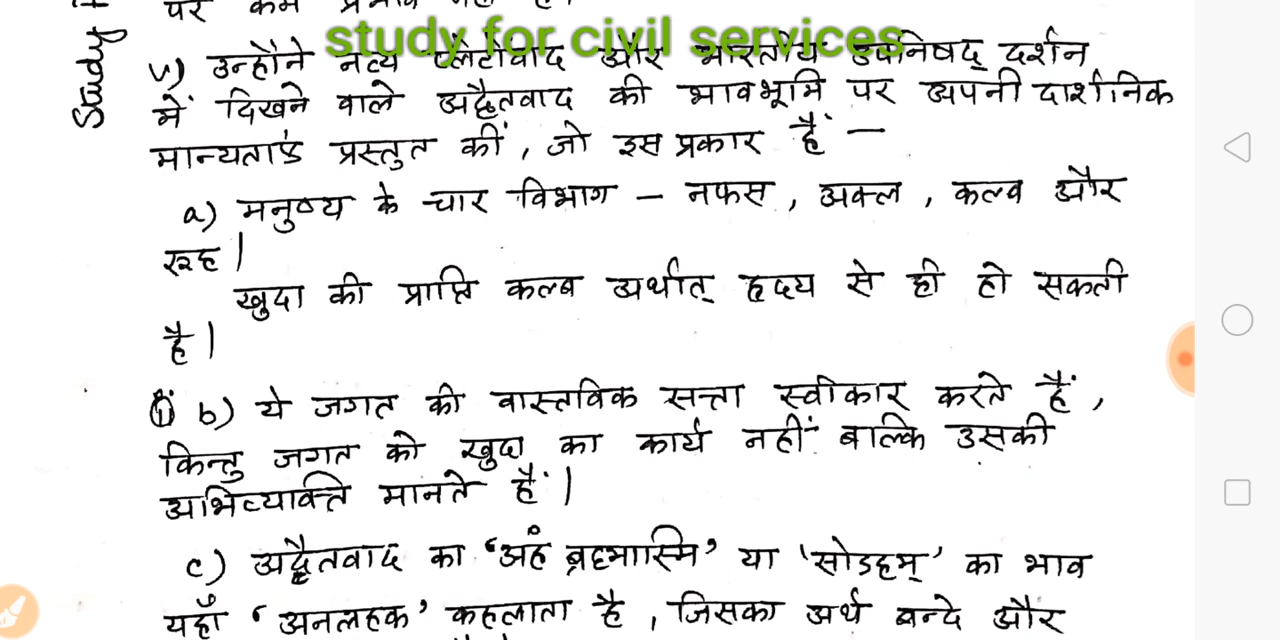 पर कम
study for civil services
Study
v) उन्होंने नव्य प्लेटोवाद और भारतीय उपनिषद् दर्शन
में दिखने वाले अद्वैतवाद की भावभूमि पर अपनी दार्शनिक
मान्यताएं प्रस्तुत कीं, जो इस प्रकार हैं –
a) मनुष्य के चार विभाग – नफस, अक्ल, कल्ब और
रूह।
खुदा की प्राप्ति कल्ब अर्थात् हृदय से ही हो सकती
है।
b) ये जगत की वास्तविक सत्ता स्वीकार करते हैं,
किन्तु जगत को खुदा का कार्य नहीं बल्कि उसकी
अभिव्यक्ति मानते हैं।
c) अद्वैतवाद का 'अहं ब्रह्मास्मि' या 'सोडहम्' का भाव
यहाँ 'अनलहक' कहलाता है, जिसका अर्थ बन्दे और